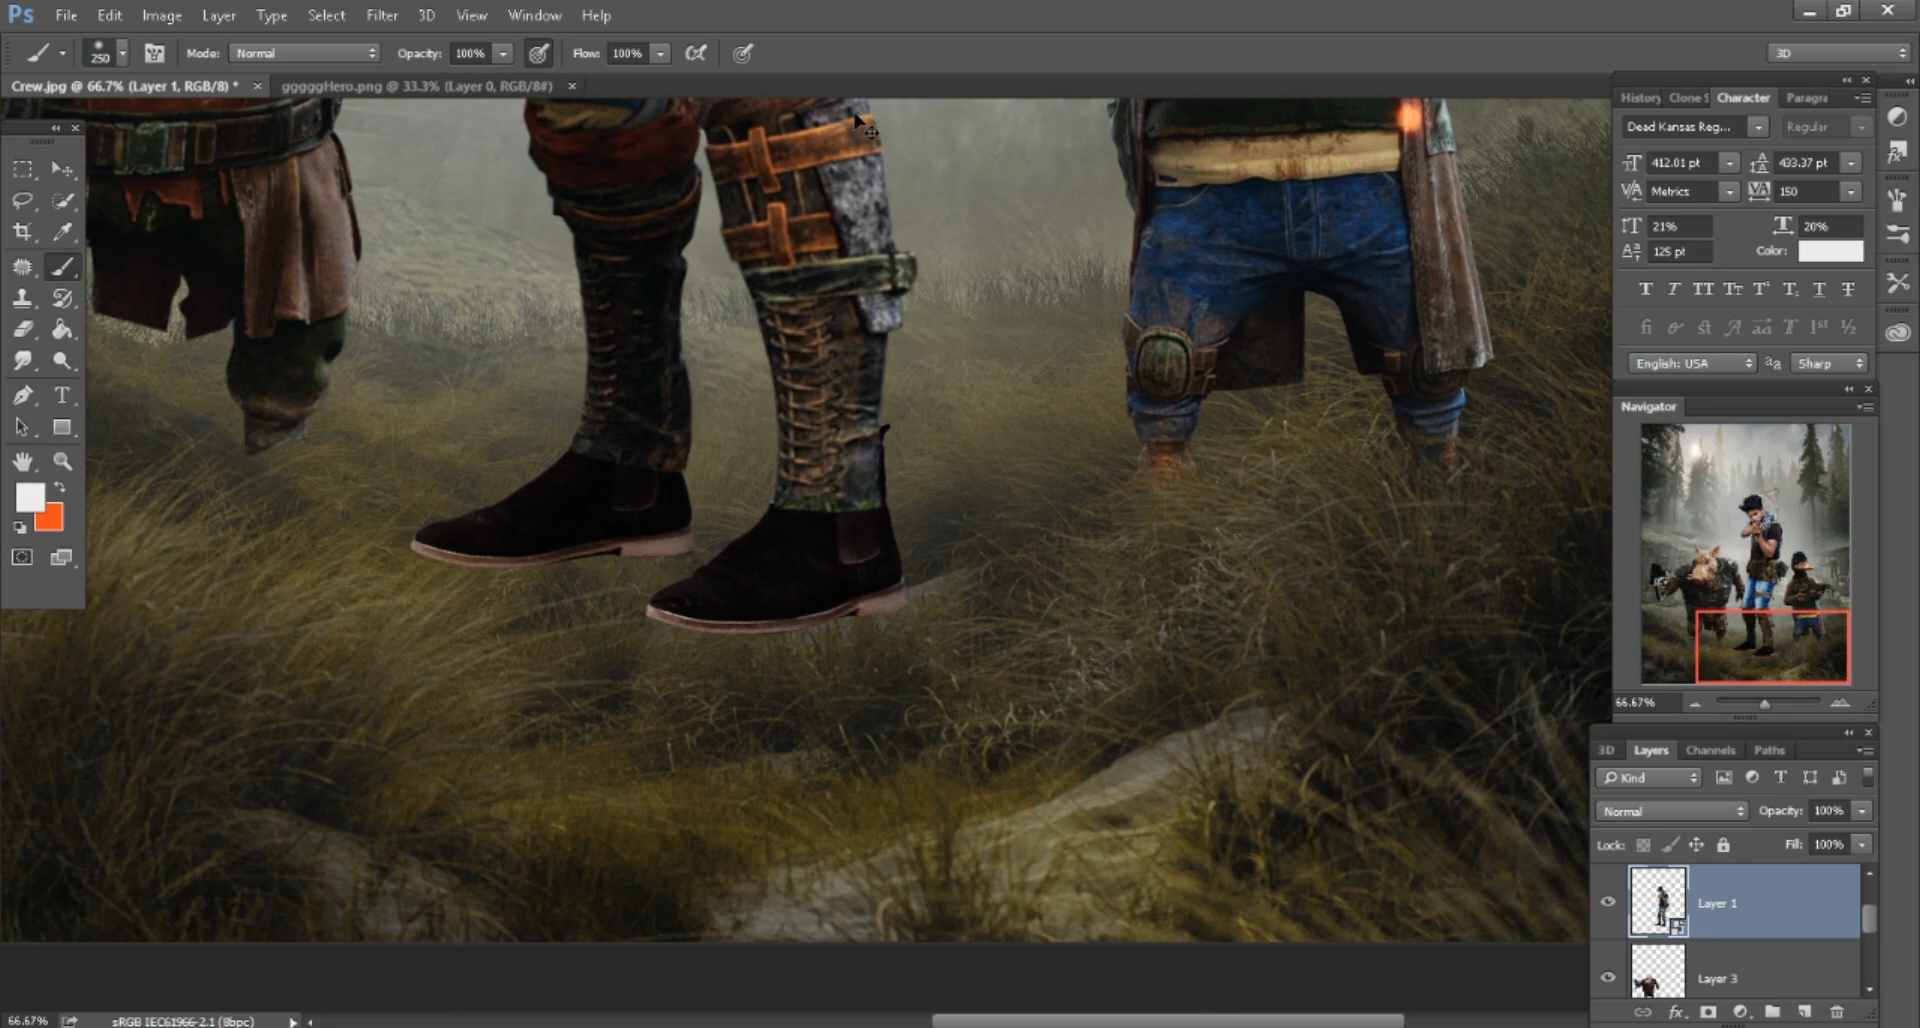 Ps File Edit Image Layer Type Select Filter 3D View Window Help
250 Mode: Normal Opacity: 100% Flow: 100% 3D
Crew.jpg @ 66.7% (Layer 1, RGB/8) * × gggggHero.png @ 33.3% (Layer 0, RGB/8#) ×
History Clone S Character Paragra
Dead Kansas Reg... Regular
412.01 pt 433.37 pt
Metrics 150
21% 20%
125 pt Color:
English: USA Sharp
Navigator
66.67%
3D Layers Channels Paths
Kind
Normal Opacity: 100%
Lock: Fill: 100%
Layer 1
Layer 3
66.67% sRGB IEC61966-2.1 (8bpc)